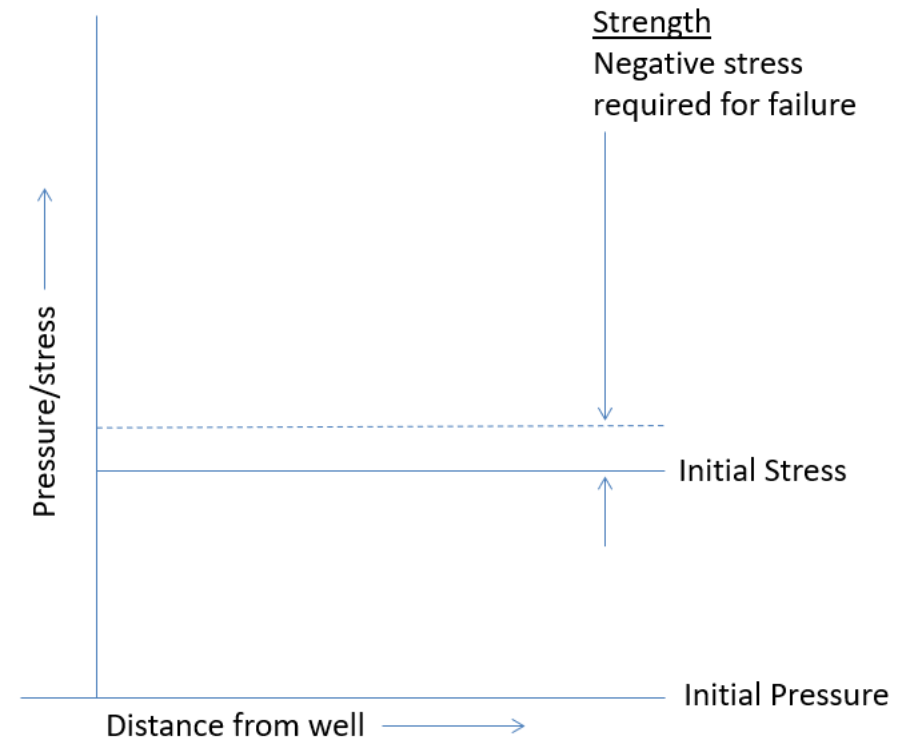 Strength
Negative stress
required for failure
Pressure/stress
Initial Stress
Initial Pressure
Distance from well